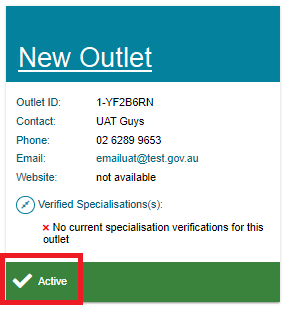 New Outlet
Outlet ID: 1-YF2B6RN
Contact: UAT Guys
Phone: 02 6289 9653
Email: emailuat@test.gov.au
Website: not available
Verified Specialisations(s):
× No current specialisation verifications for this
outlet
Active